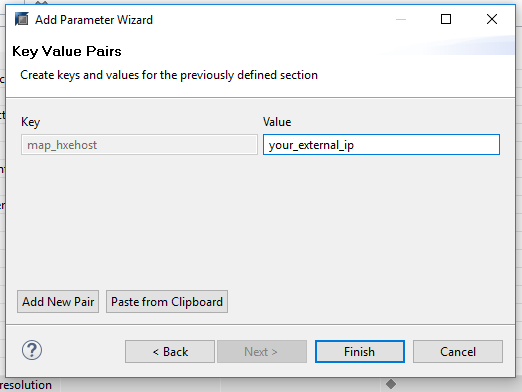 Add Parameter Wizard
Key Value Pairs
Create keys and values for the previously defined section
Key Value
map_hxehost your_external_ip
Add New Pair Paste from Clipboard
< Back Next > Finish Cancel
resolution